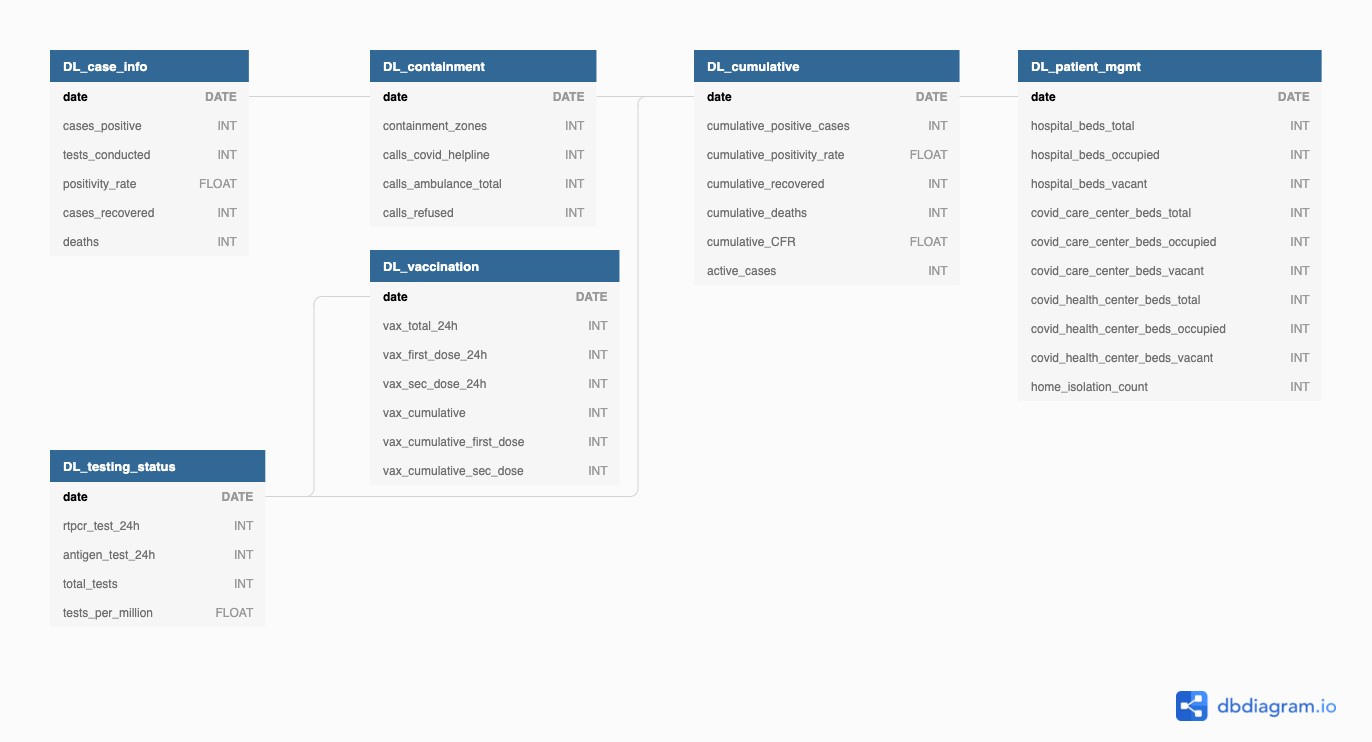 DL_case_info
date DATE
cases_positive INT
tests_conducted INT
positivity_rate FLOAT
cases_recovered INT
deaths INT
DL_containment
date DATE
containment_zones INT
calls_covid_helpline INT
calls_ambulance_total INT
calls_refused INT
DL_cumulative
date DATE
cumulative_positive_cases INT
cumulative_positivity_rate FLOAT
cumulative_recovered INT
cumulative_deaths INT
cumulative_CFR FLOAT
active_cases INT
DL_patient_mgmt
date DATE
hospital_beds_total INT
hospital_beds_occupied INT
hospital_beds_vacant INT
covid_care_center_beds_total INT
covid_care_center_beds_occupied INT
covid_care_center_beds_vacant INT
covid_health_center_beds_total INT
covid_health_center_beds_occupied INT
covid_health_center_beds_vacant INT
home_isolation_count INT
DL_vaccination
date DATE
vax_total_24h INT
vax_first_dose_24h INT
vax_sec_dose_24h INT
vax_cumulative INT
vax_cumulative_first_dose INT
vax_cumulative_sec_dose INT
DL_testing_status
date DATE
rtpcr_test_24h INT
antigen_test_24h INT
total_tests INT
tests_per_million FLOAT
dbdiagram.io